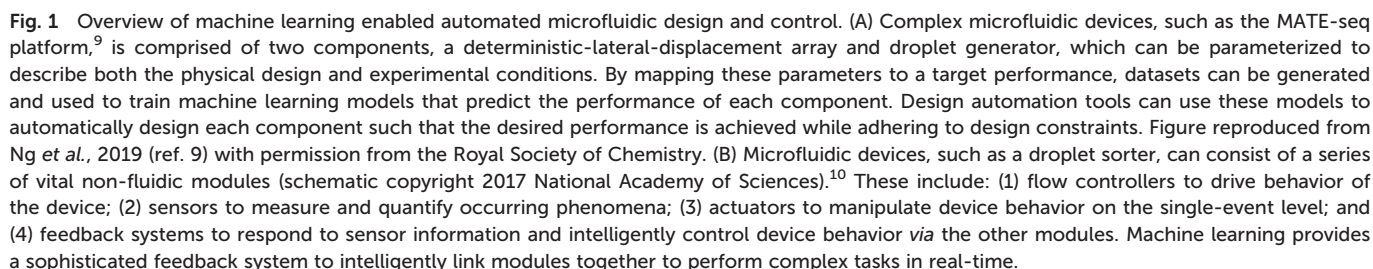 Fig. 1 Overview of machine learning enabled automated microfluidic design and control. (A) Complex microfluidic devices, such as the MATE-seq
platform,9 is comprised of two components, a deterministic-lateral-displacement array and droplet generator, which can be parameterized to
describe both the physical design and experimental conditions. By mapping these parameters to a target performance, datasets can be generated
and used to train machine learning models that predict the performance of each component. Design automation tools can use these models to
automatically design each component such that the desired performance is achieved while adhering to design constraints. Figure reproduced from
Ng et al., 2019 (ref. 9) with permission from the Royal Society of Chemistry. (B) Microfluidic devices, such as a droplet sorter, can consist of a series
of vital non-fluidic modules (schematic copyright 2017 National Academy of Sciences).10 These include: (1) flow controllers to drive behavior of
the device; (2) sensors to measure and quantify occurring phenomena; (3) actuators to manipulate device behavior on the single-event level; and
(4) feedback systems to respond to sensor information and intelligently control device behavior via the other modules. Machine learning provides
a sophisticated feedback system to intelligently link modules together to perform complex tasks in real-time.